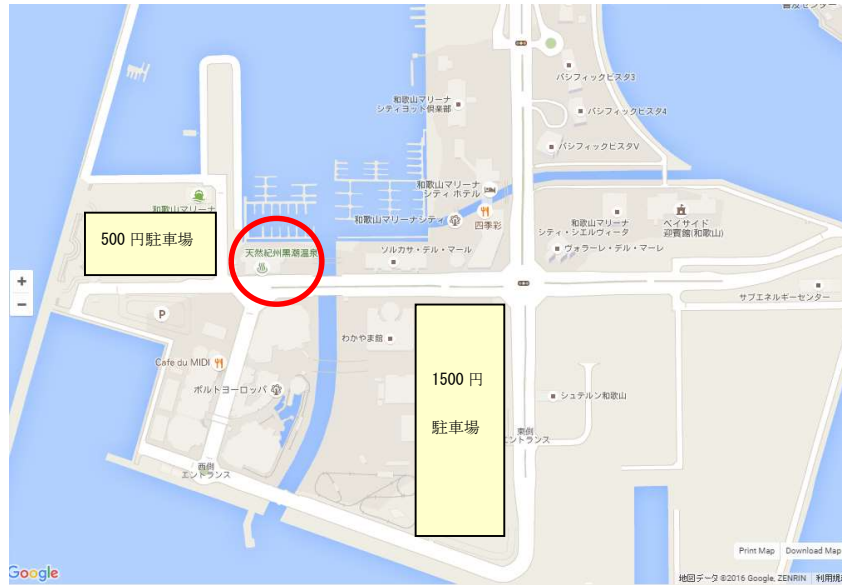 パシフィックビスタ3
和歌山マリーナ
シティヨット倶楽部
パシフィックビスタ4
パシフィックビスタV
和歌山マリーナ
シティ ホテル
和歌山マリーナ
和歌山マリーナシティ
四季彩
和歌山マリーナ
シティ・シエルヴィータ
ベイサイド
迎賓館(和歌山)
500 円駐車場
天然紀州黒潮温泉
ソルカサ・デル・マール
ヴォラーレ・デル・マーレ
+
−
サブエネルギーセンター
P
わかやま館
Cafe du MIDI
ポルトヨーロッパ
1500 円
駐車場
シュテルン和歌山
東側
エントランス
西側
エントランス
Print Map
Download Map
Google
地図データ ©2016 Google, ZENRIN